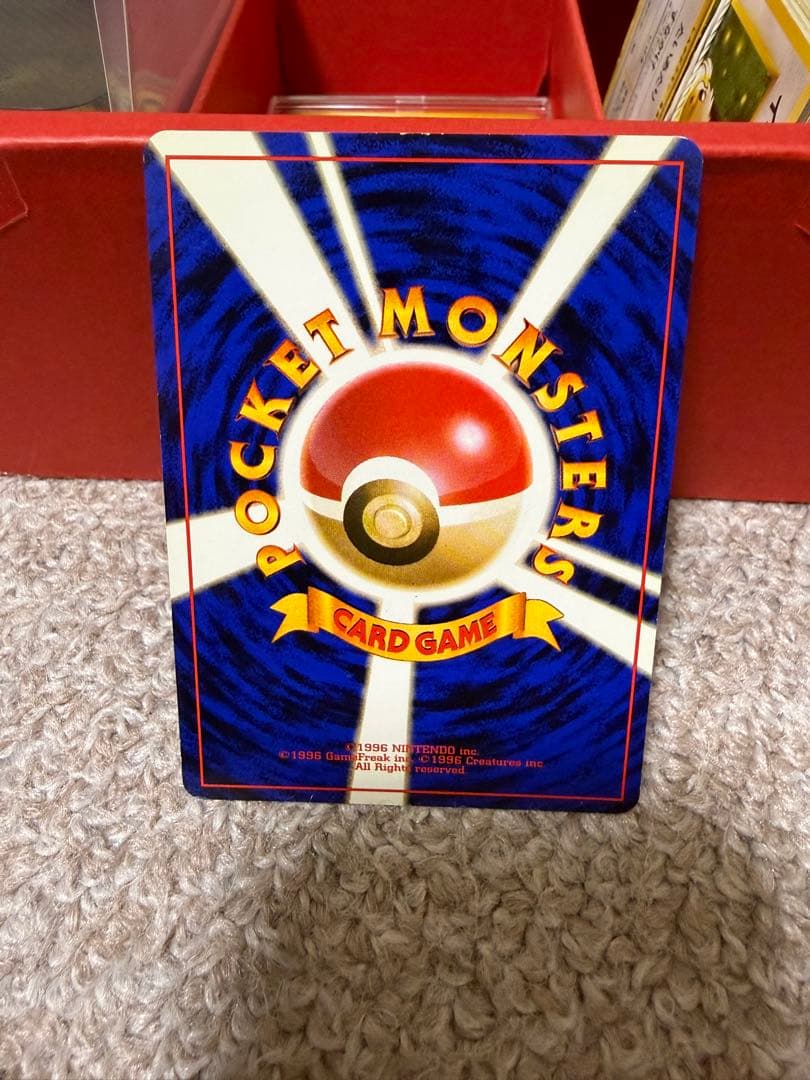 POCKET MONSTERS
CARD GAME
©1996 NINTENDO inc.
©1996 GameFreak inc. ©1996 Creatures inc.
All Rights reserved